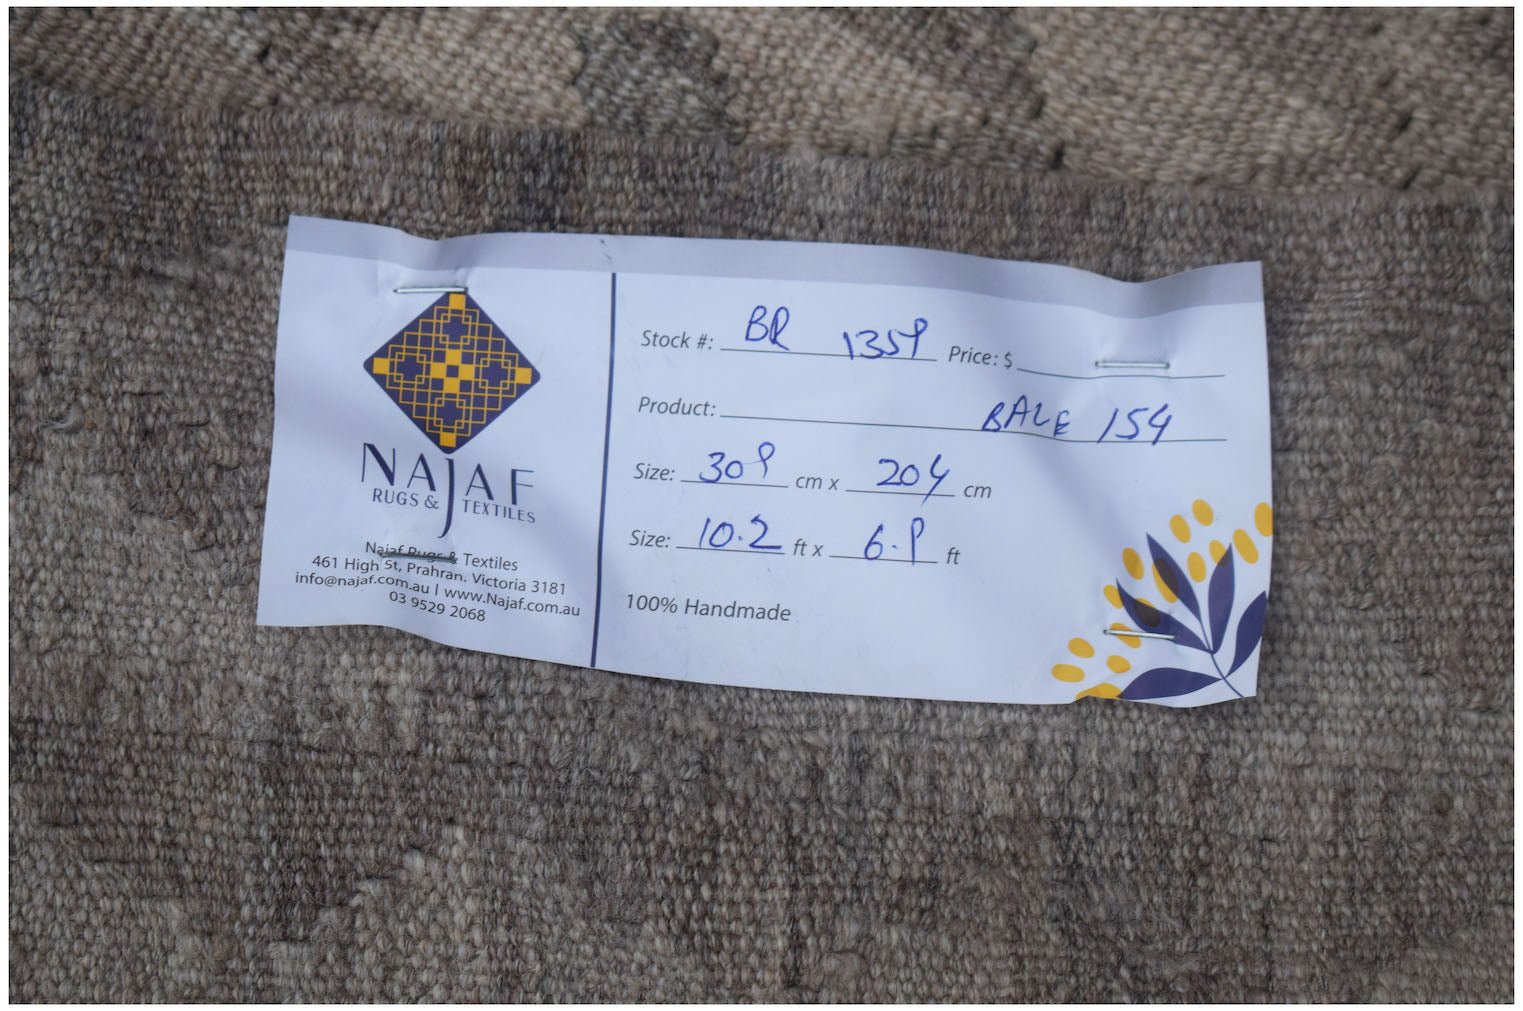 NAJAF
RUGS & TEXTILES
Najaf Rugs & Textiles
461 High St, Prahran. Victoria 3181
info@najaf.com.au | www.Najaf.com.au
03 9529 2068
Stock #: BR 1359 Price: $
Product: BALE 154
Size: 309 cm x 204 cm
Size: 10.2 ft x 6.9 ft
100% Handmade